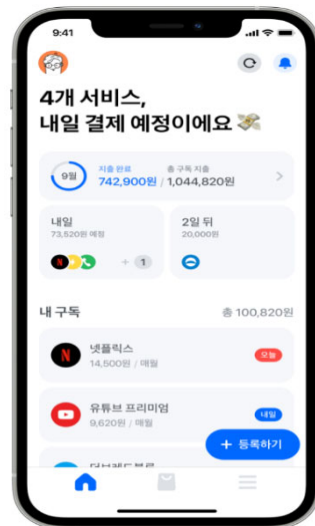 9:41
4개 서비스,
내일 결제 예정이에요
9월
지출 완료 총 구독 지출
742,900원 / 1,044,820원
내일 2일 뒤
73,520원 예정 20,000원
+ 1
내 구독 총 100,820원
넷플릭스
14,500원 / 매월
오늘
유튜브 프리미엄
9,620원 / 매월
내일
+ 등록하기